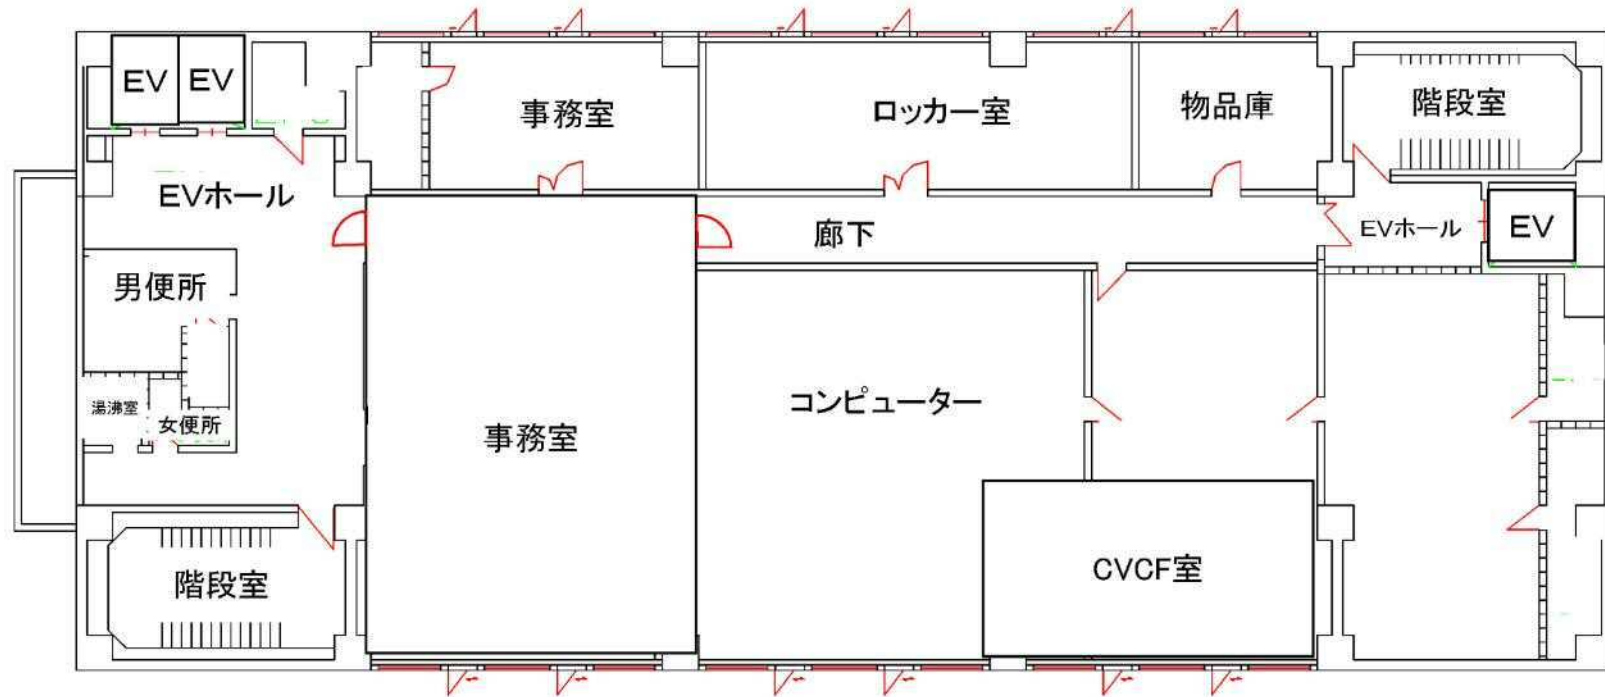 EV
EV
事務室
ロッカー室
物品庫
階段室
EVホール
廊下
EVホール
EV
男便所
コンピューター
湯沸室
女便所
事務室
階段室
CVCF室